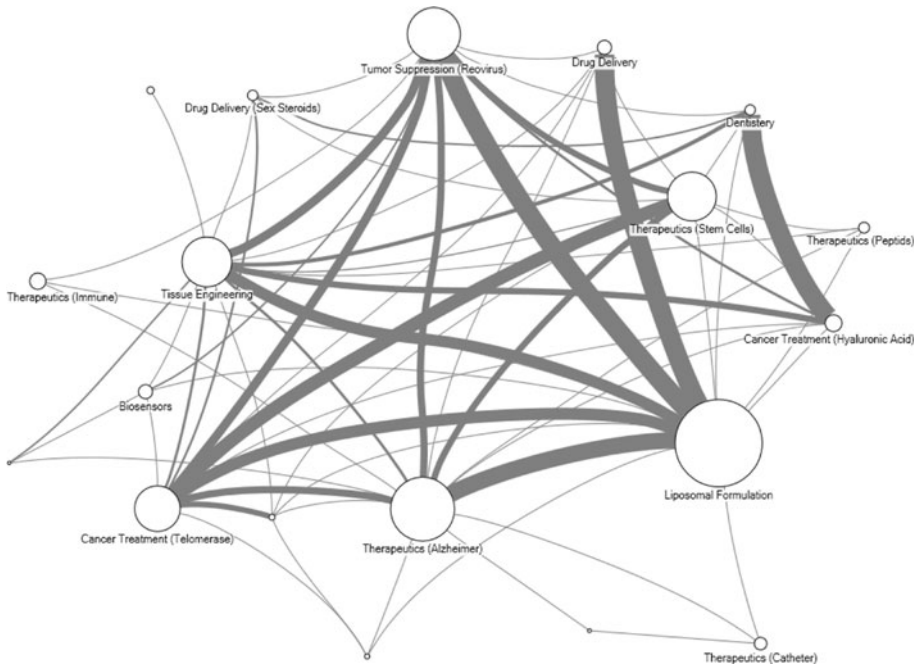 Tumor Suppression (Reovirus)
Drug Delivery
Drug Delivery (Sex Steroids)
Dentistery
Therapeutics (Stem Cells)
Therapeutics (Peptids)
Tissue Engineering
Therapeutics (Immune)
Cancer Treatment (Hyaluronic Acid)
Biosensors
Liposomal Formulation
Cancer Treatment (Telomerase)
Therapeutics (Alzheimer)
Therapeutics (Catheter)